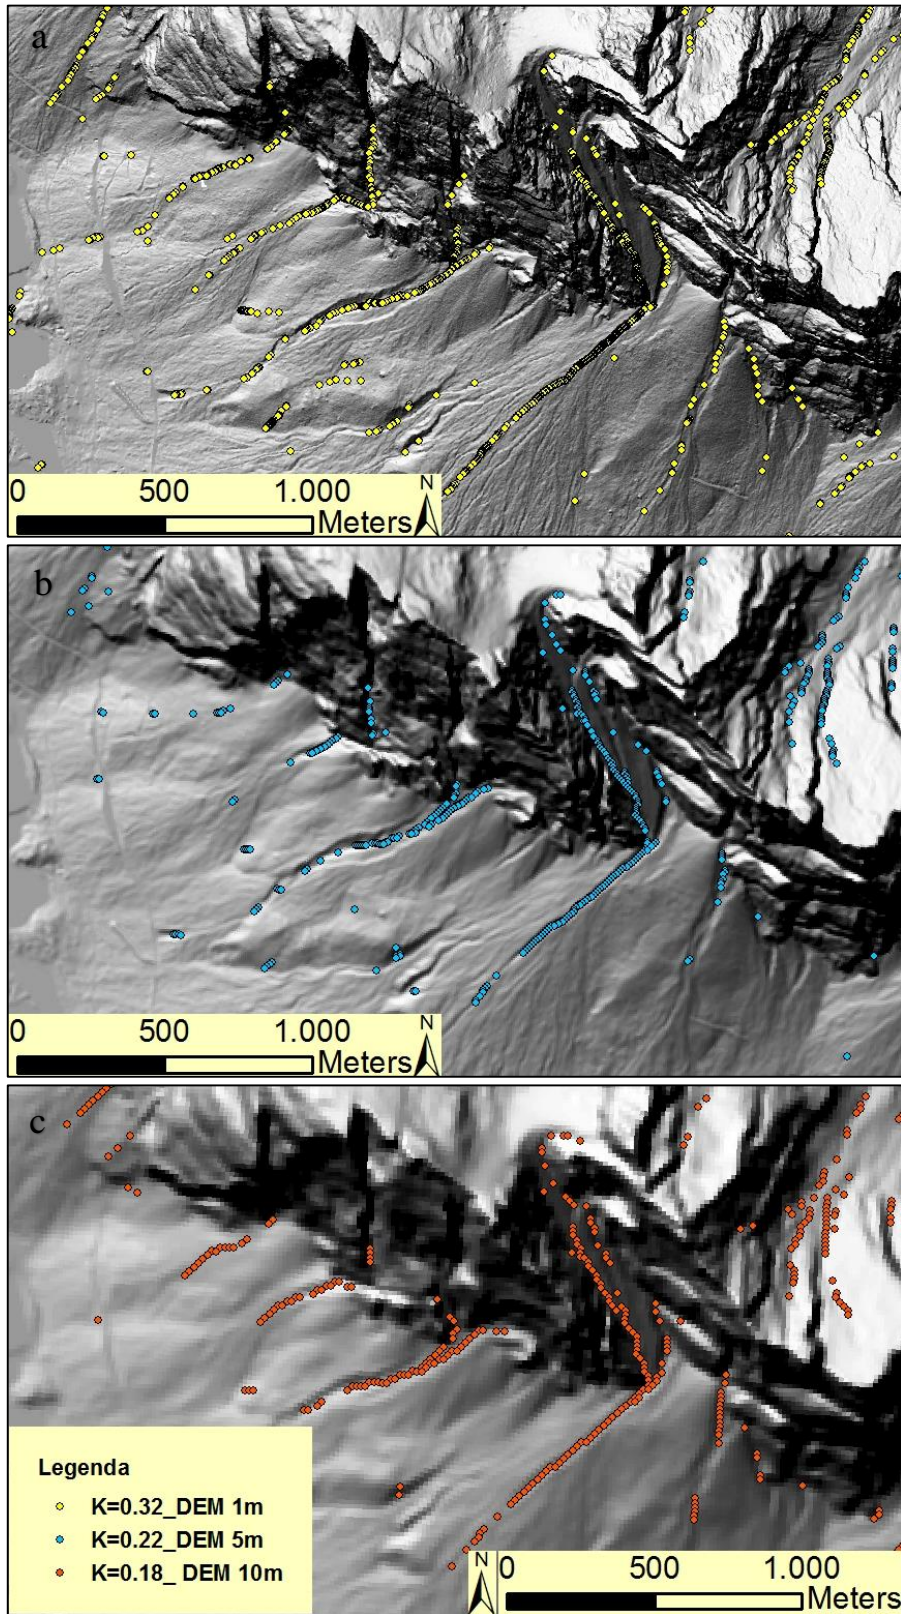 a
0 500 1.000
Meters
N
b
0 500 1.000
Meters
N
c
Legenda
K=0.32_DEM 1m
K=0.22_DEM 5m
K=0.18_ DEM 10m
N
0 500 1.000
Meters